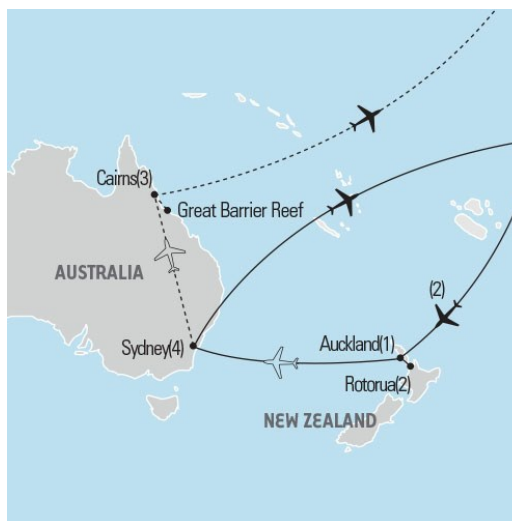 Cairns(3)
Great Barrier Reef
AUSTRALIA
(2)
Sydney(4)
Auckland(1)
Rotorua(2)
NEW ZEALAND